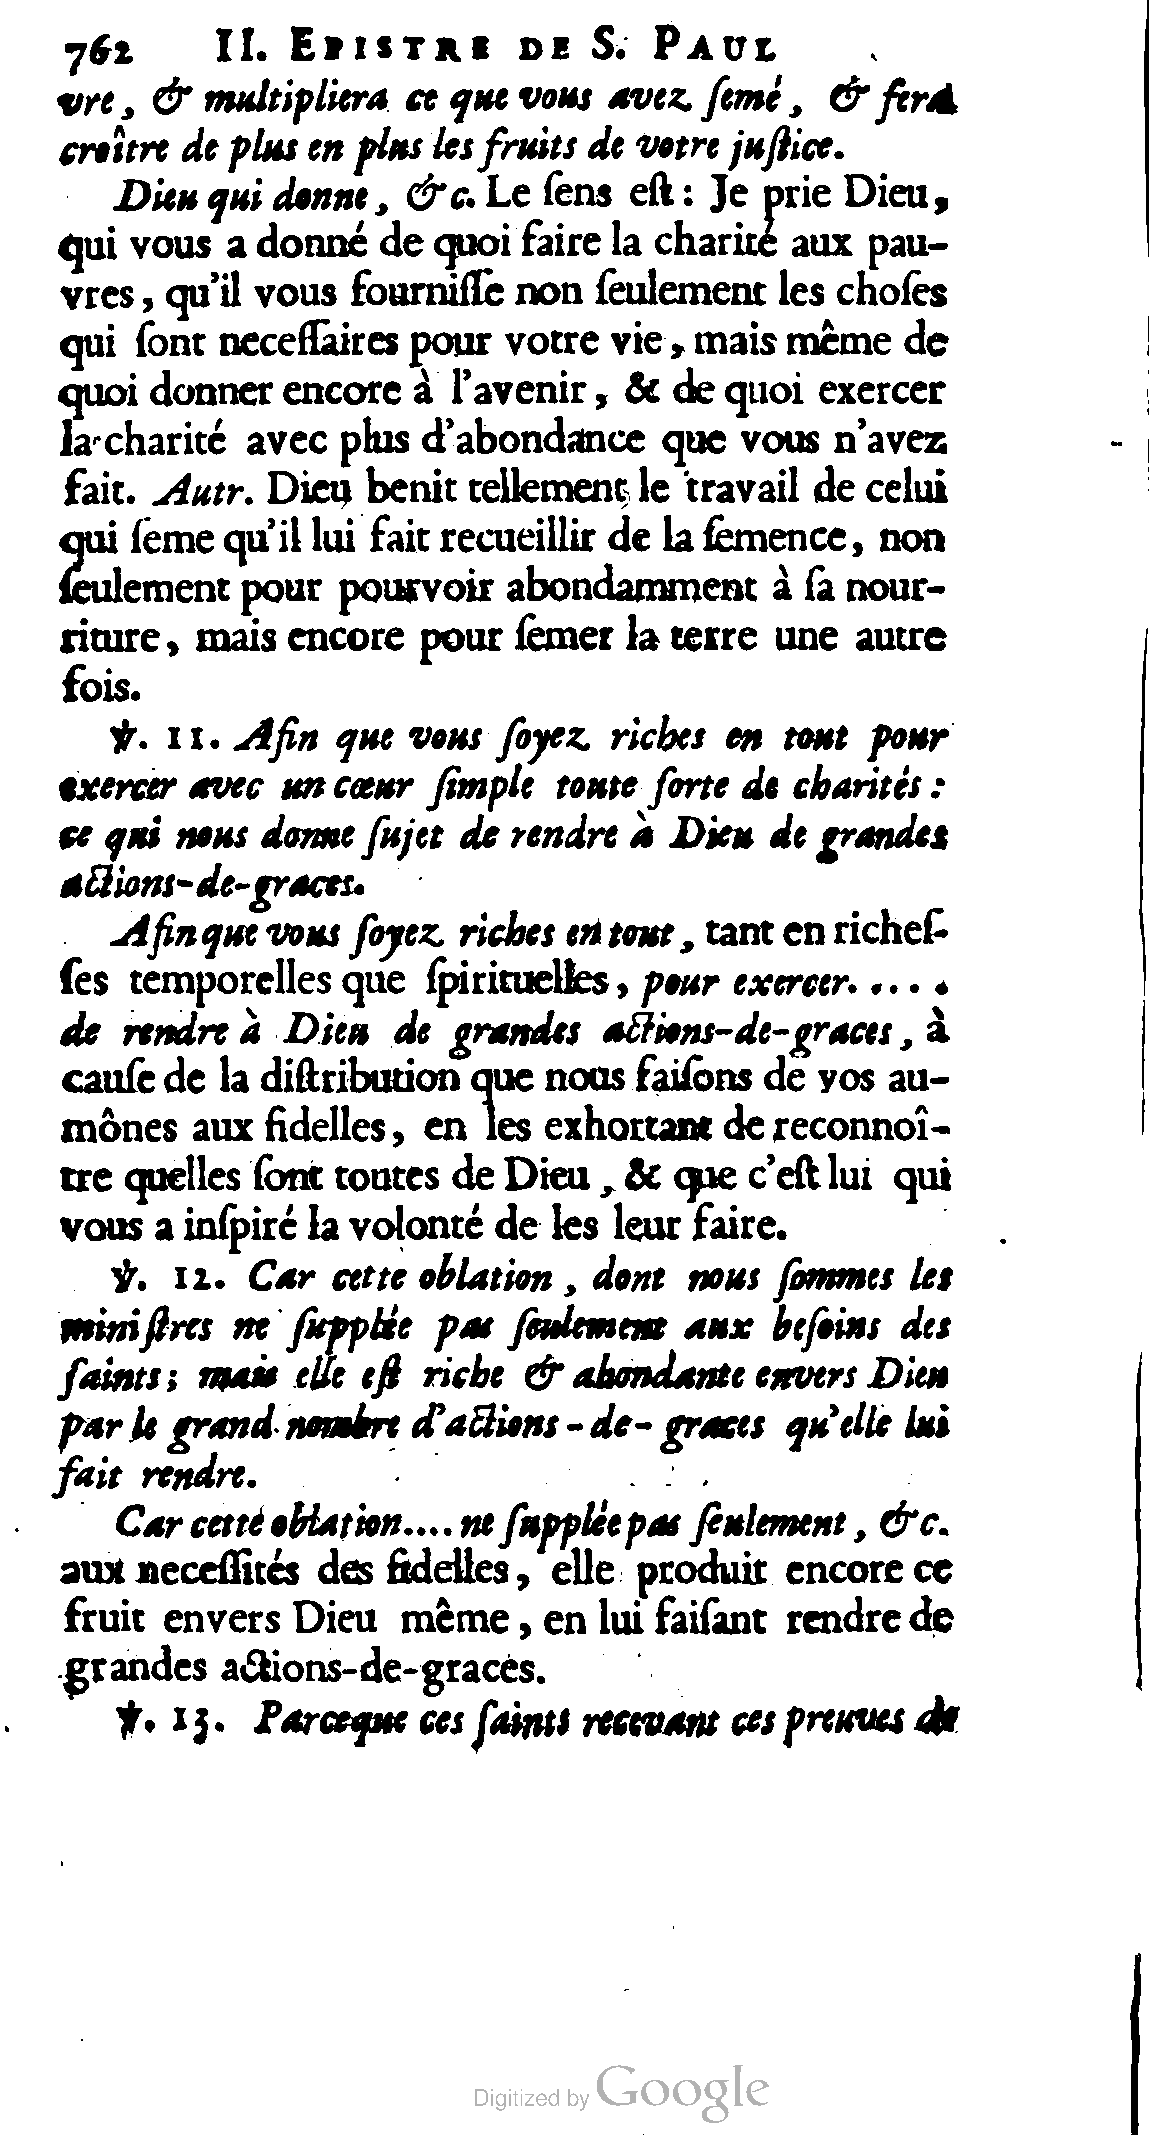 762 II. EPISTRE DE S. PAUL
vre, & multipliera ce que vous avez ſemé, & fera
croître de plus en plus les fruits de votre juſtice.
Dieu qui donne, &c. Le ſens eſt : Je prie Dieu,
qui vous a donné de quoi faire la charité aux pau-
vres, qu'il vous fourniſſe non ſeulement les choſes
qui ſont neceſſaires pour votre vie, mais même de
quoi donner encore à l'avenir, & de quoi exercer
la charité avec plus d'abondance que vous n'avez
fait. Autr. Dieu benit tellement le travail de celui
qui ſeme qu'il lui fait recueillir de la ſemence, non
ſeulement pour pourvoir abondamment à ſa nour-
riture, mais encore pour ſemer la terre une autre
fois.
℣. 11. Afin que vous ſoyez riches en tout pour
exercer avec un cœur ſimple toute ſorte de charités :
ce qui nous donne ſujet de rendre à Dieu de grandes
actions-de-graces.
Afin que vous ſoyez riches en tout, tant en richeſ-
ſes temporelles que ſpirituelles, pour exercer. . . . .
de rendre à Dieu de grandes actions-de-graces, à
cauſe de la diſtribution que nous faiſons de vos au-
mônes aux fidelles, en les exhortant de reconnoî-
tre quelles ſont toutes de Dieu, & que c'eſt lui qui
vous a inſpiré la volonté de les leur faire.
℣. 12. Car cette oblation, dont nous ſommes les
miniſtres ne ſupplée pas ſeulement aux beſoins des
ſaints; mais elle eſt riche & abondante envers Dieu
par le grand nombre d'actions-de-graces qu'elle lui
fait rendre.
Car cette oblation.... ne ſupplée pas ſeulement, &c.
aux neceſſités des fidelles, elle produit encore ce
fruit envers Dieu même, en lui faiſant rendre de
grandes actions-de-graces.
℣. 13. Parceque ces ſaints recevant ces preuves de
Digitized by Google